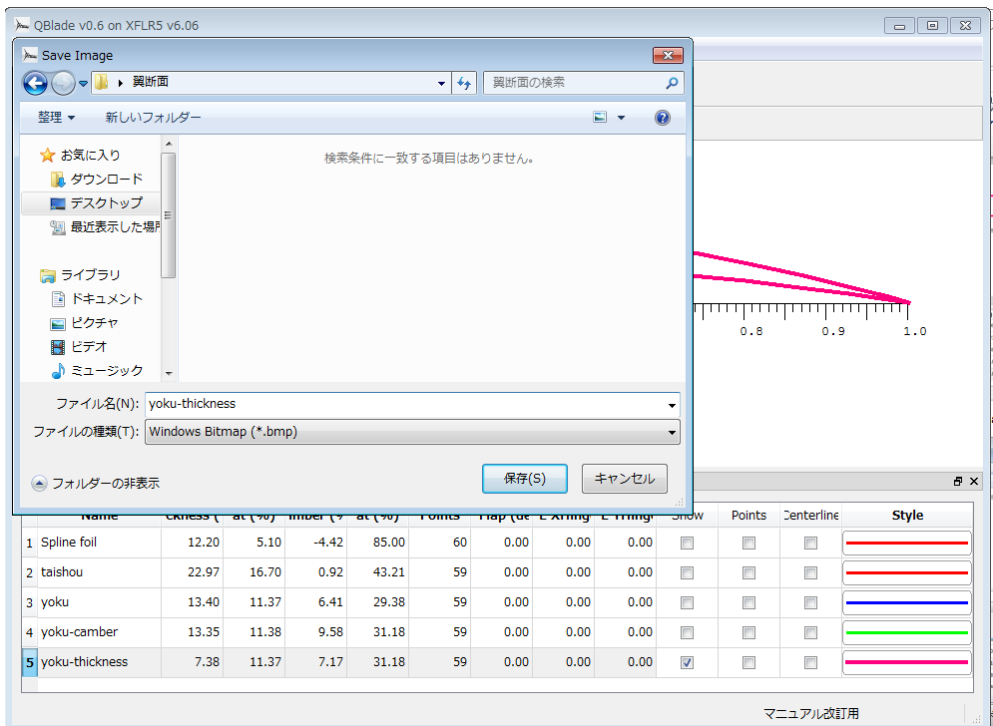 QBlade v0.6 on XFLR5 v6.06
Save Image
翼断面
翼断面の検索
整理 新しいフォルダー
お気に入り
ダウンロード
デスクトップ
最近表示した場所
ライブラリ
ドキュメント
ピクチャ
ビデオ
ミュージック
検索条件に一致する項目はありません。
0.8 0.9 1.0
ファイル名(N): yoku-thickness
ファイルの種類(T): Windows Bitmap (*.bmp)
フォルダーの非表示 保存(S) キャンセル
Name ckness ( at (%) mber (% at (%) Points Flap (de Show Points Centerline Style
1 Spline foil 12.20 5.10 -4.42 85.00 60 0.00 0.00 0.00
2 taishou 22.97 16.70 0.92 43.21 59 0.00 0.00 0.00
3 yoku 13.40 11.37 6.41 29.38 59 0.00 0.00 0.00
4 yoku-camber 13.35 11.38 9.58 31.18 59 0.00 0.00 0.00
5 yoku-thickness 7.38 11.37 7.17 31.18 59 0.00 0.00 0.00
マニュアル改訂用